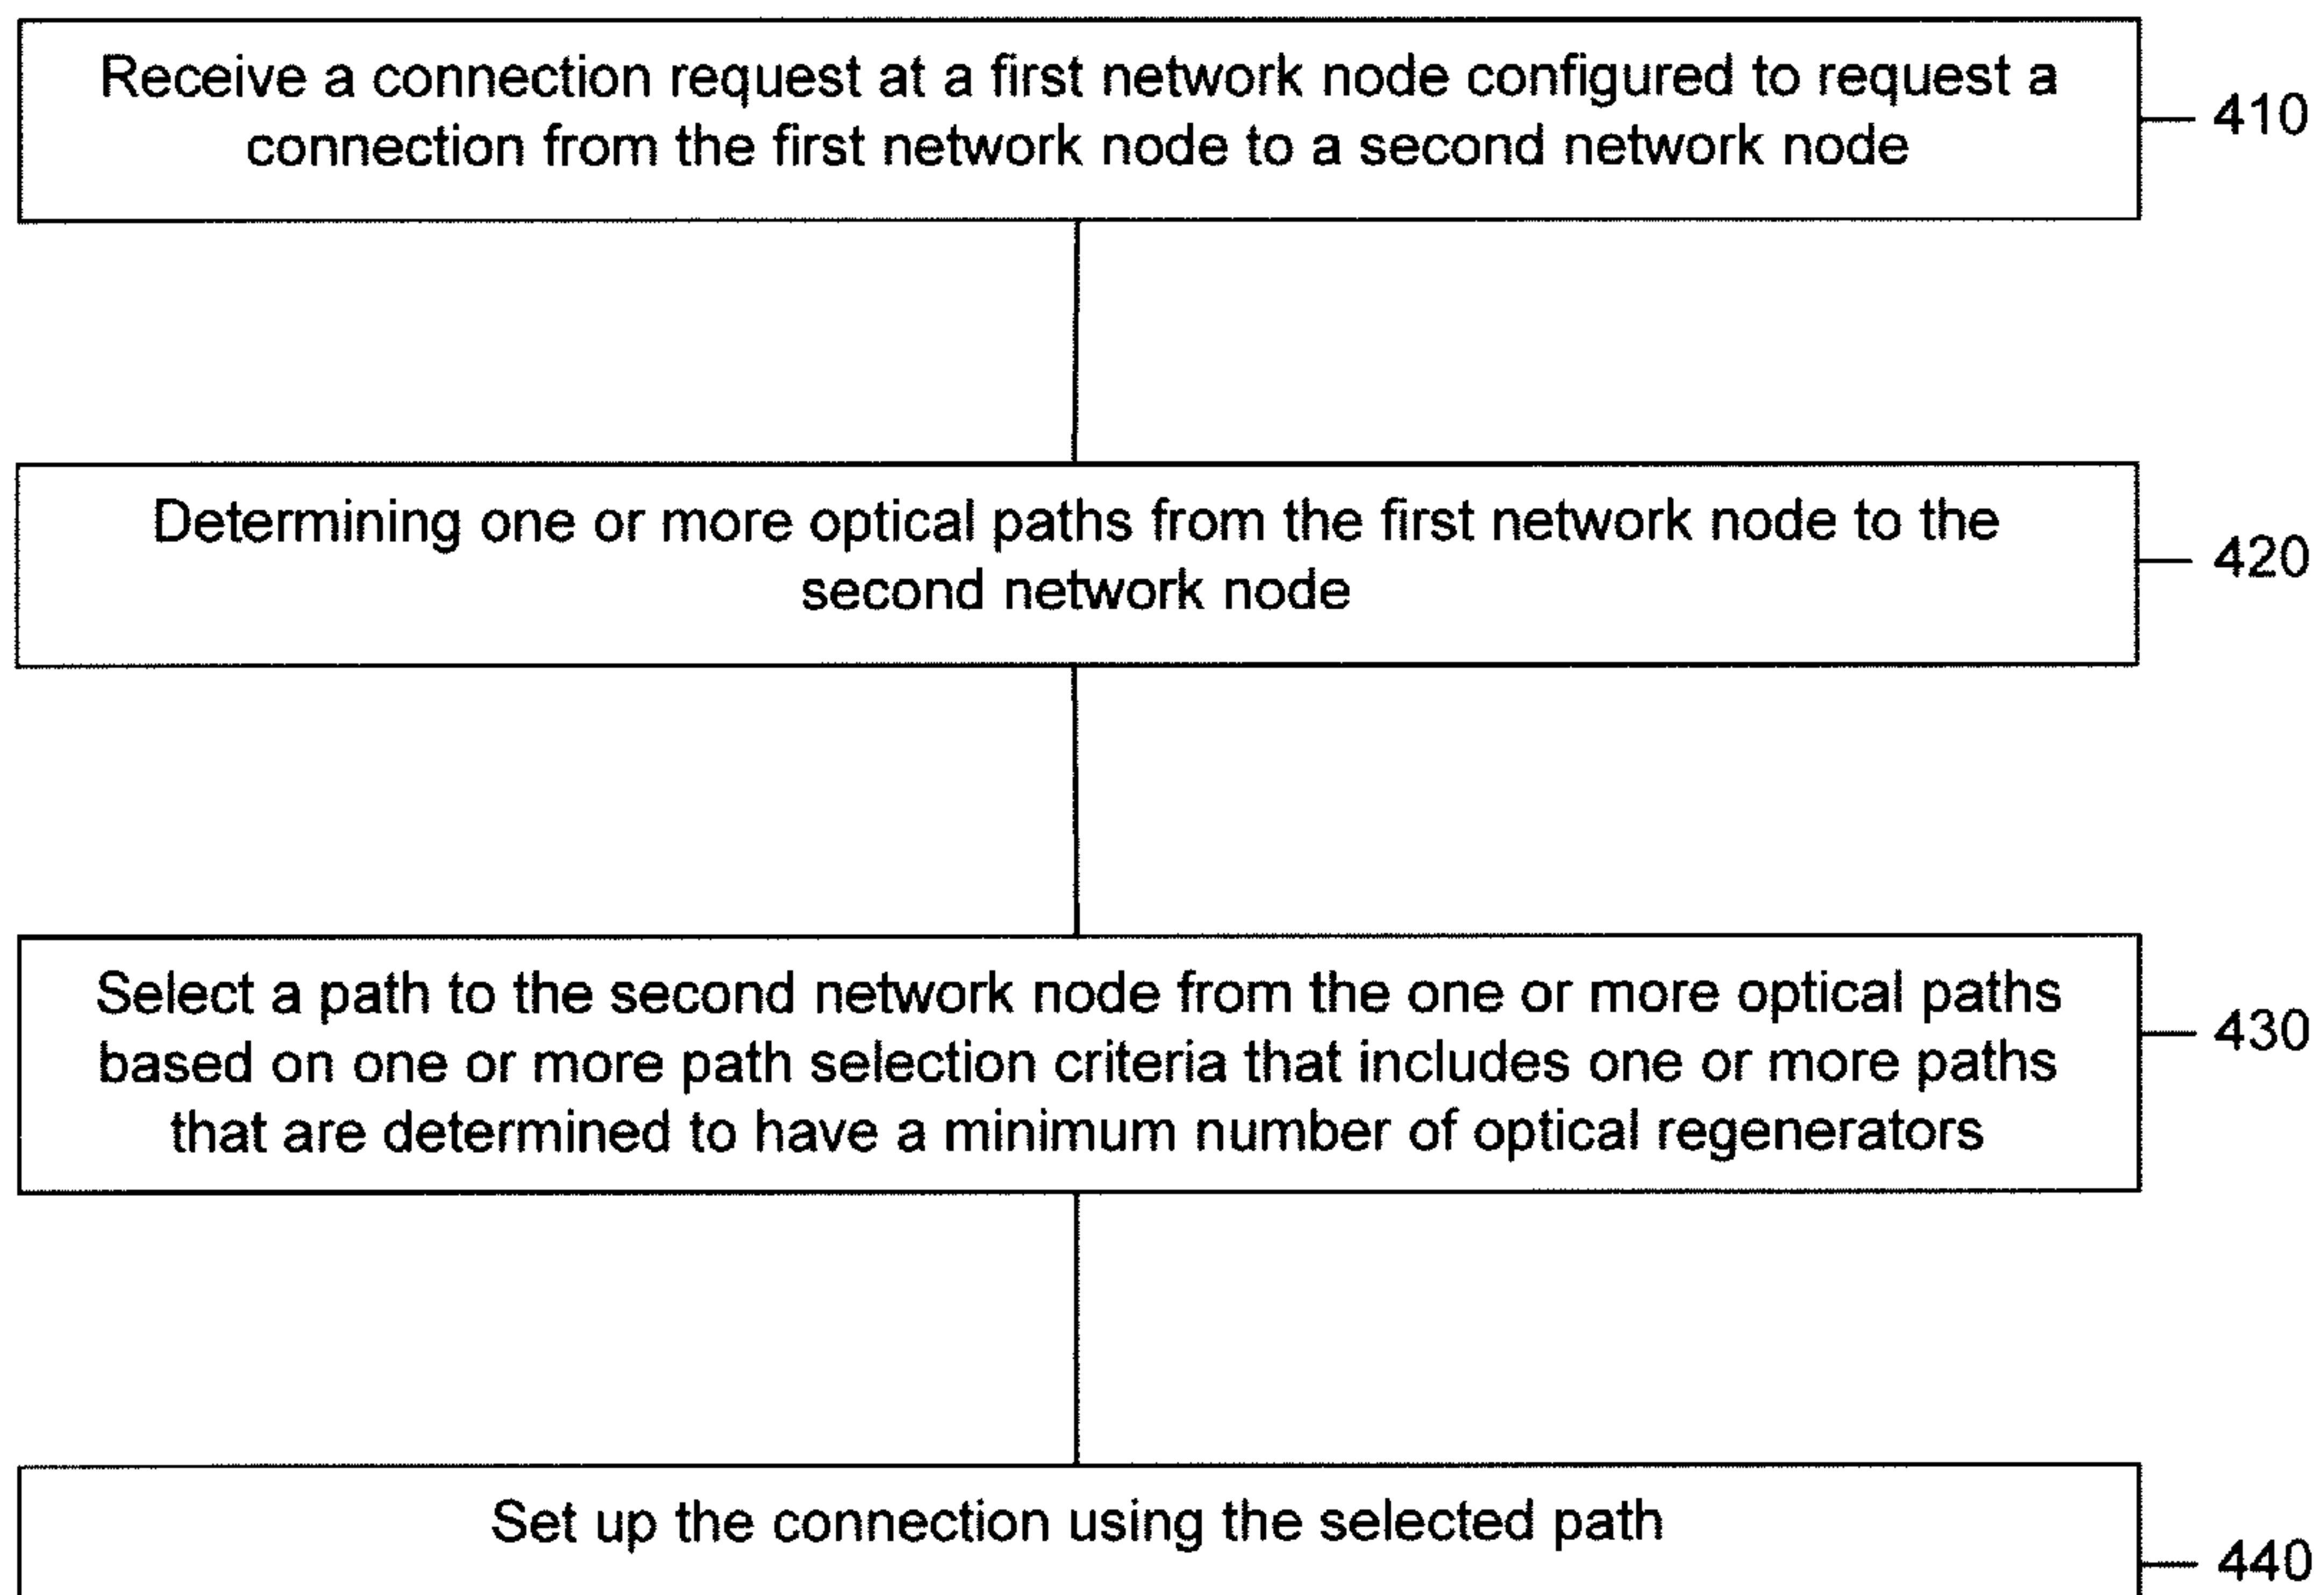 Receive a connection request at a first network node configured to request a
connection from the first network node to a second network node
410
Determining one or more optical paths from the first network node to the
second network node
420
Select a path to the second network node from the one or more optical paths
based on one or more path selection criteria that includes one or more paths
that are determined to have a minimum number of optical regenerators
430
Set up the connection using the selected path
440